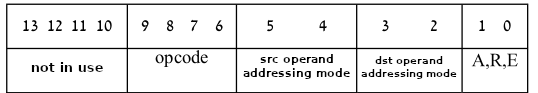 13 12 11 10 9 8 7 6 5 4 3 2 1 0
not in use opcode src operand addressing mode dst operand addressing mode A,R,E